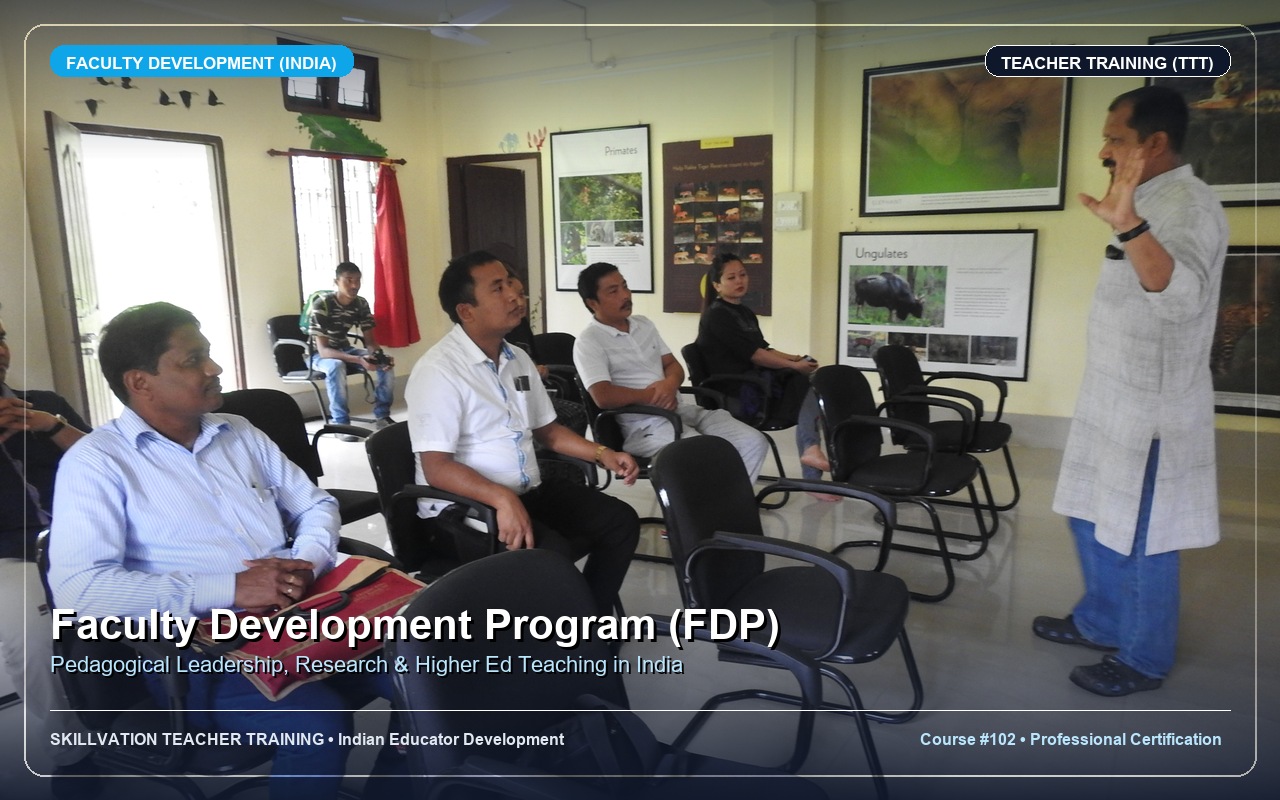 FACULTY DEVELOPMENT (INDIA)
TEACHER TRAINING (TTT)
Primates
Ungulates
Faculty Development Program (FDP)
Pedagogical Leadership, Research & Higher Ed Teaching in India
SKILLVATION TEACHER TRAINING • Indian Educator Development
Course #102 • Professional Certification